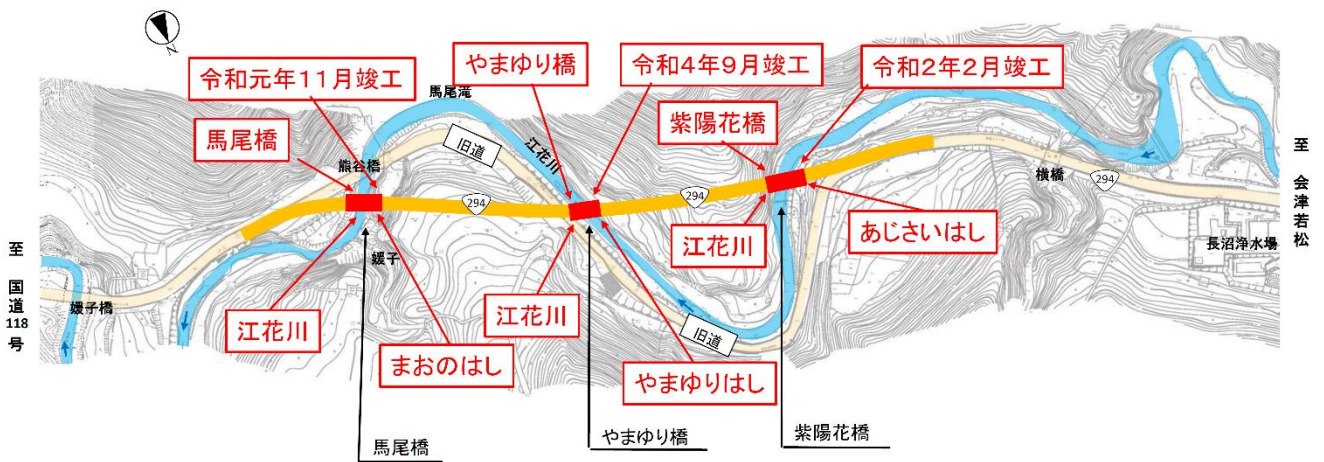 N
令和元年11月竣工
やまゆり橋
令和4年9月竣工
令和2年2月竣工
馬尾滝
馬尾橋
旧道
江花川
紫陽花橋
熊谷橋
294
294
横橋
294
至 会津若松
江花川
あじさいはし
長沼浄水場
至 国道118号
媛子橋
媛子
江花川
まおのはし
江花川
旧道
やまゆりはし
馬尾橋
やまゆり橋
紫陽花橋